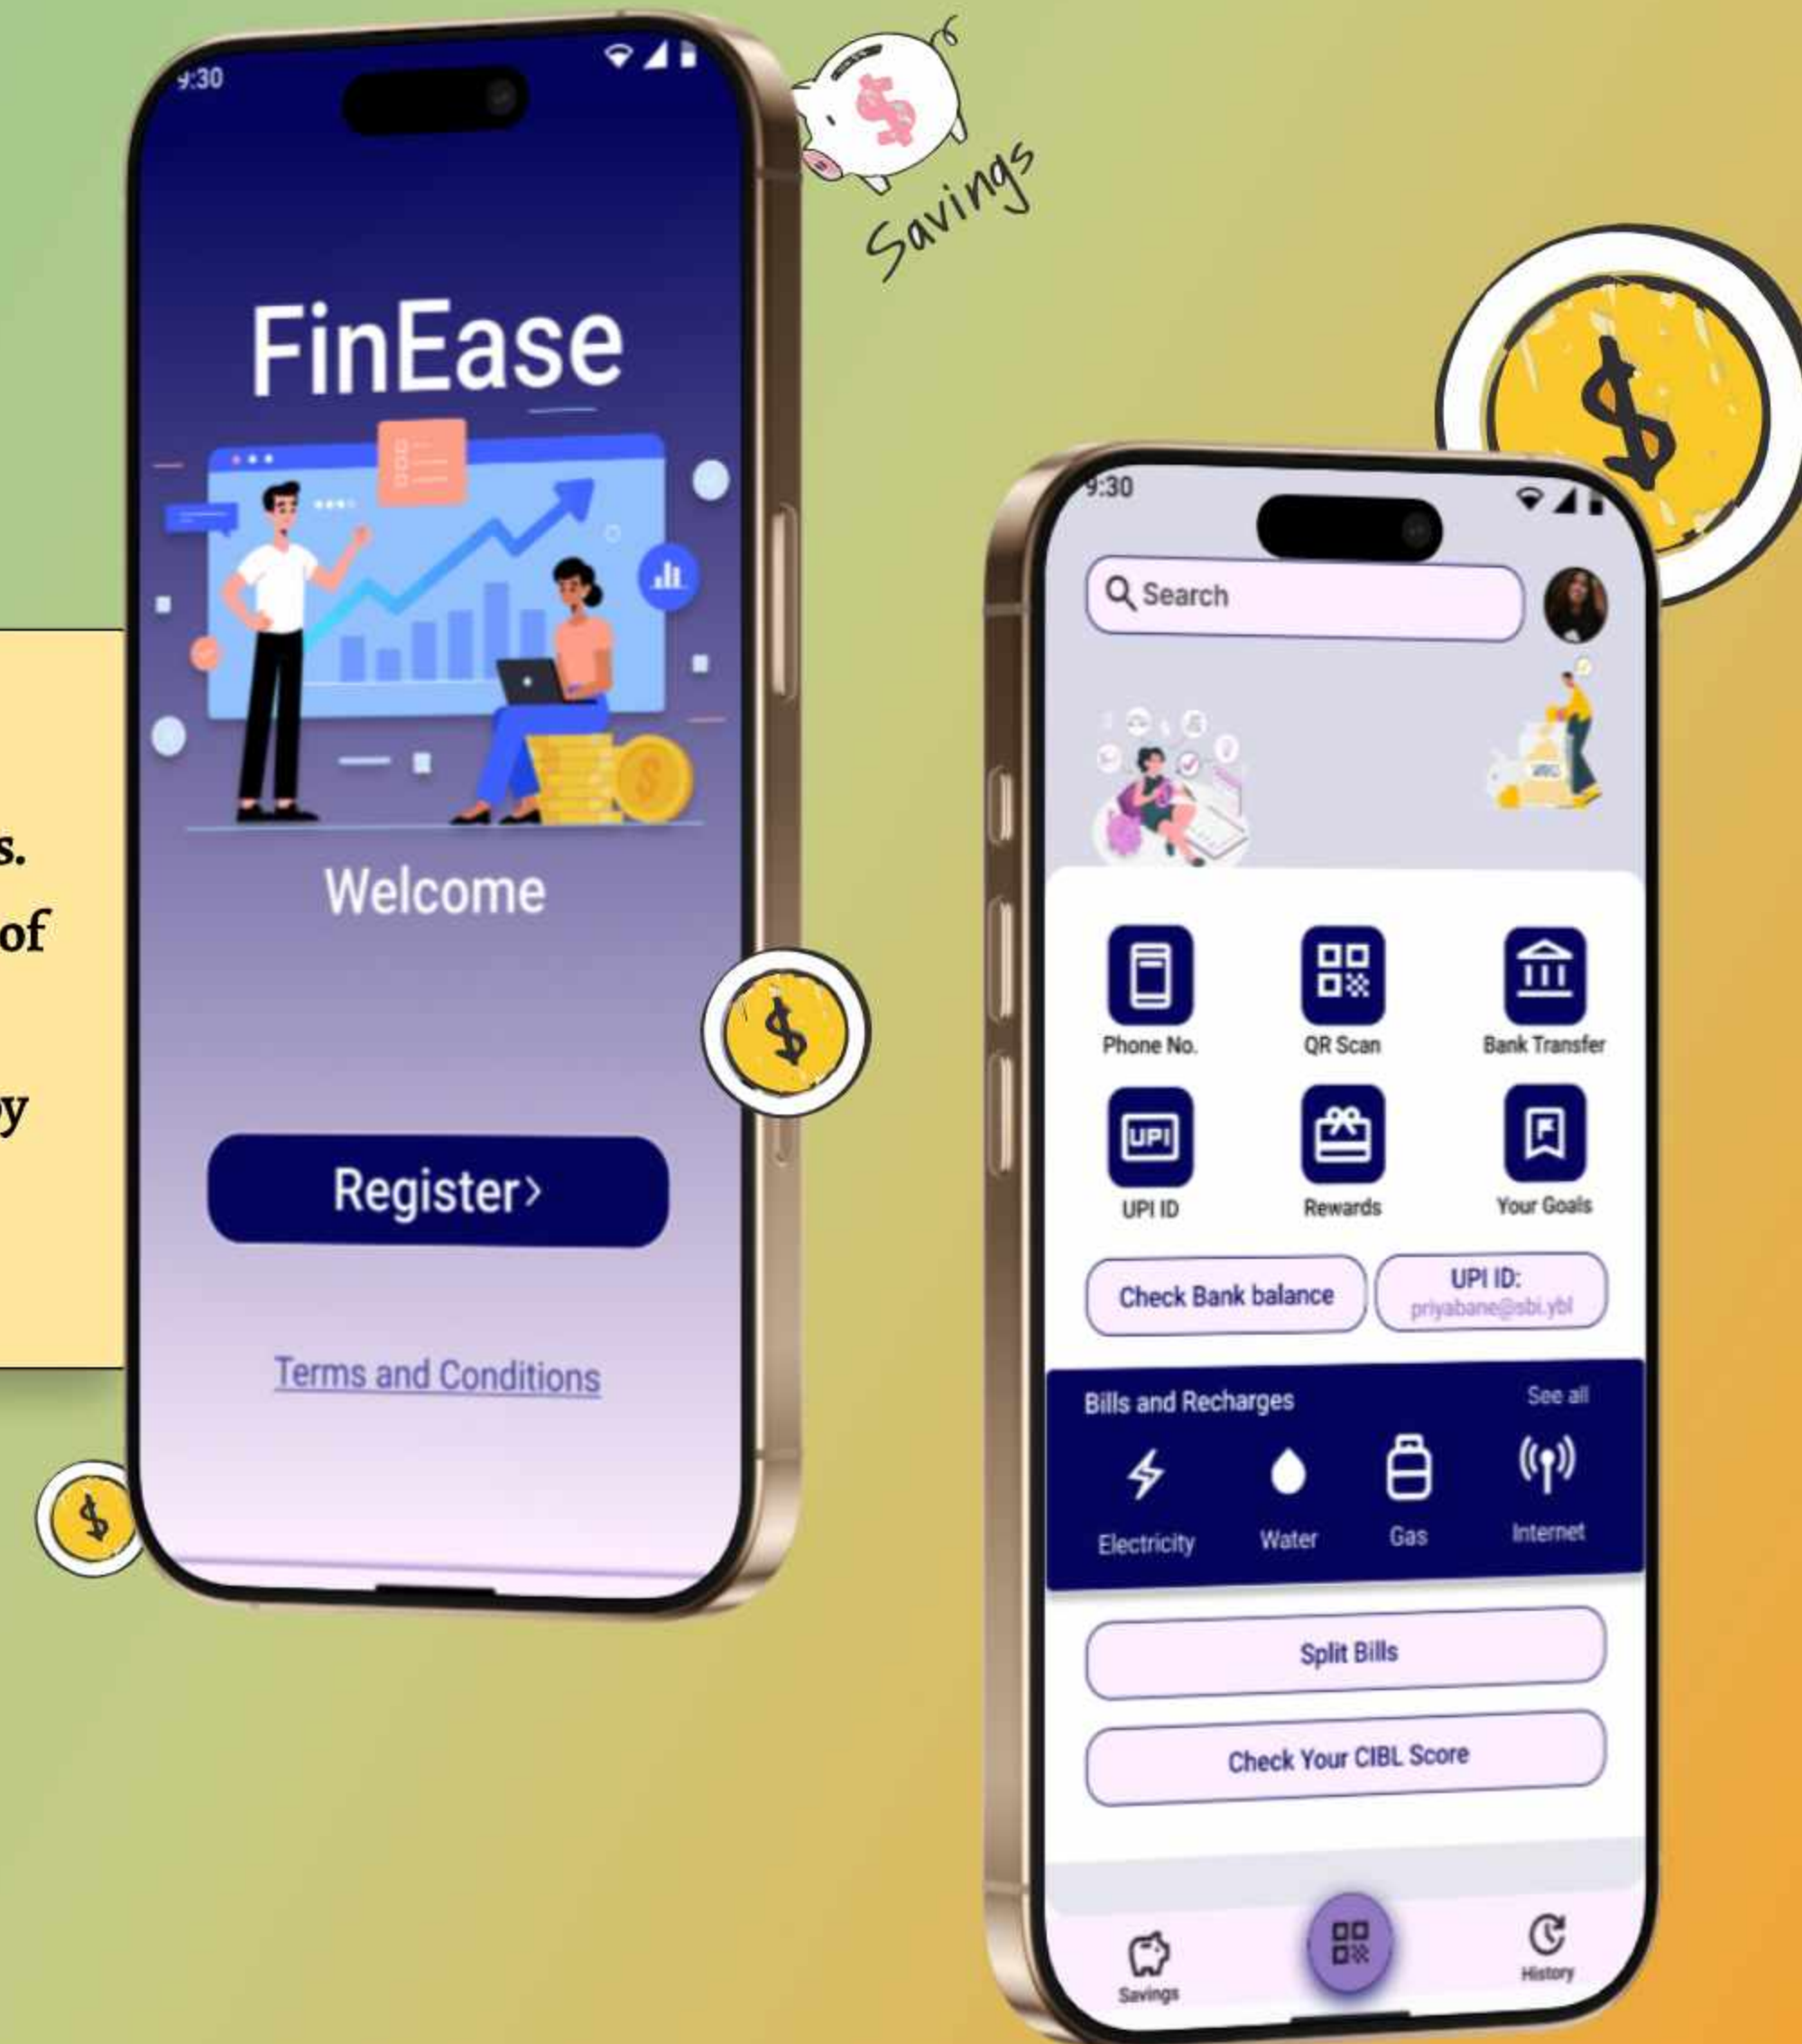 9:30
FinEase
Welcome
Register›
Terms and Conditions
Savings
s.
of
by
$
$
$
$
9:30
Search
Phone No.
QR Scan
Bank Transfer
UPI
UPI ID
Rewards
Your Goals
Check Bank balance
UPI ID:
priyabane@sbi.ybl
Bills and Recharges
See all
Electricity
Water
Gas
Internet
Split Bills
Check Your CIBL Score
Savings
History